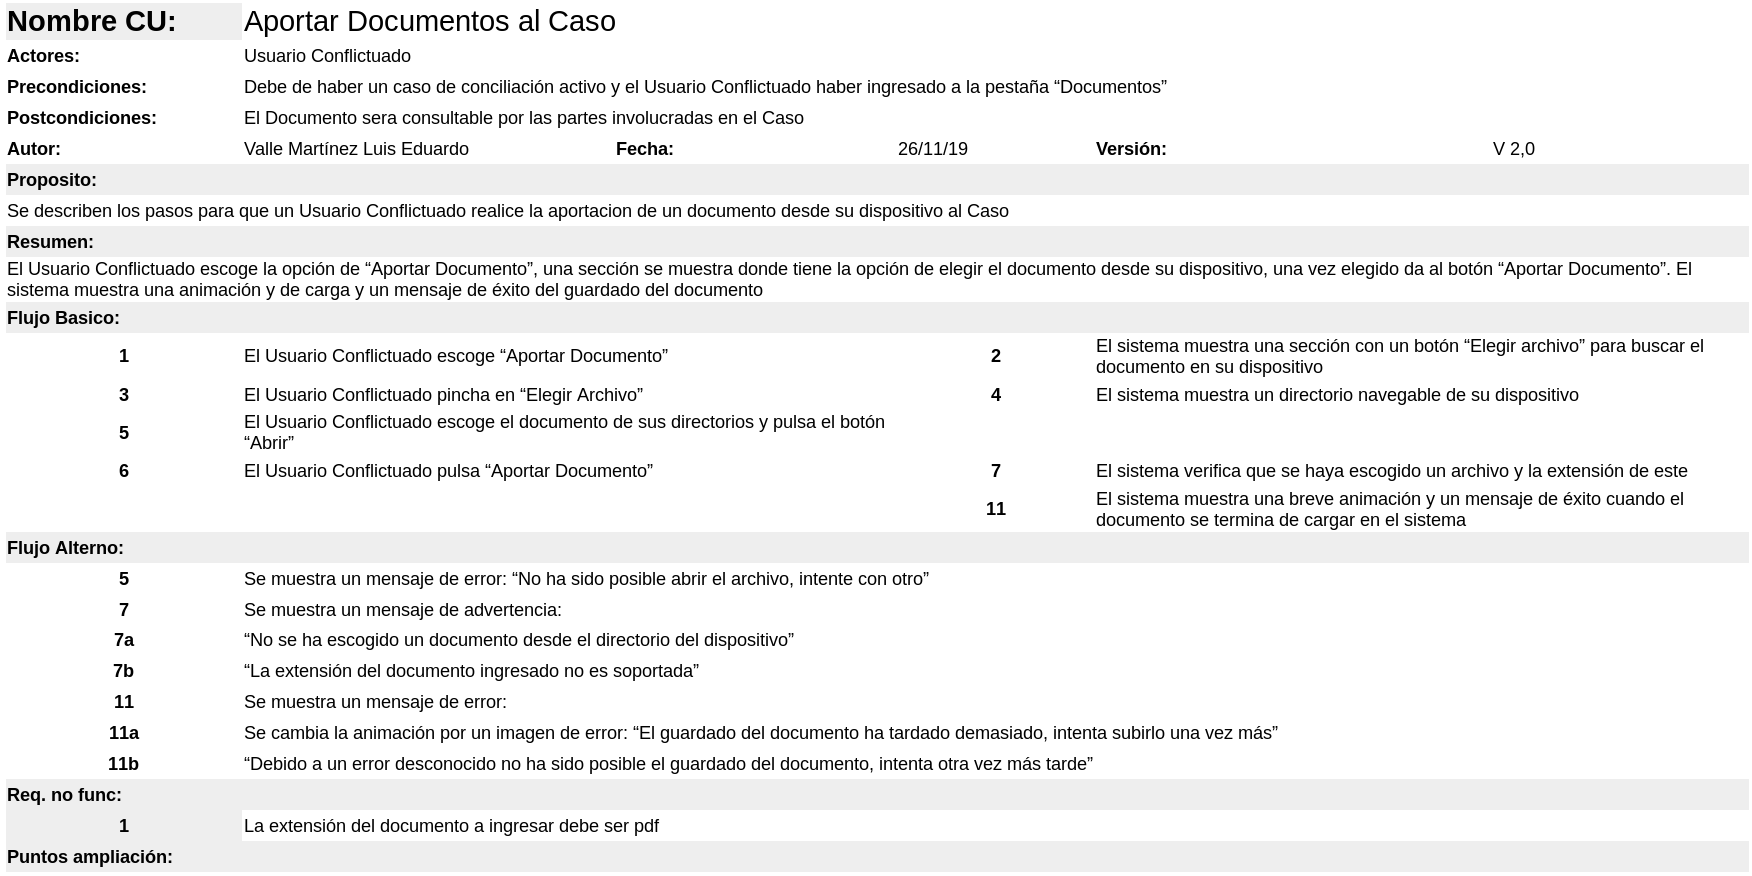 Nombre CU: Aportar Documentos al Caso
Actores: Usuario Conflictuado
Precondiciones: Debe de haber un caso de conciliación activo y el Usuario Conflictuado haber ingresado a la pestaña “Documentos”
Postcondiciones: El Documento sera consultable por las partes involucradas en el Caso
Autor: Valle Martínez Luis Eduardo Fecha: 26/11/19 Versión: V 2,0
Proposito:
Se describen los pasos para que un Usuario Conflictuado realice la aportacion de un documento desde su dispositivo al Caso
Resumen:
El Usuario Conflictuado escoge la opción de “Aportar Documento”, una sección se muestra donde tiene la opción de elegir el documento desde su dispositivo, una vez elegido da al botón “Aportar Documento”. El
sistema muestra una animación y de carga y un mensaje de éxito del guardado del documento
Flujo Basico:
1 El Usuario Conflictuado escoge “Aportar Documento”
2 El sistema muestra una sección con un botón “Elegir archivo” para buscar el
documento en su dispositivo
3 El Usuario Conflictuado pincha en “Elegir Archivo”
4 El sistema muestra un directorio navegable de su dispositivo
5 El Usuario Conflictuado escoge el documento de sus directorios y pulsa el botón
“Abrir”
6 El Usuario Conflictuado pulsa “Aportar Documento”
7 El sistema verifica que se haya escogido un archivo y la extensión de este
11 El sistema muestra una breve animación y un mensaje de éxito cuando el
documento se termina de cargar en el sistema
Flujo Alterno:
5 Se muestra un mensaje de error: “No ha sido posible abrir el archivo, intente con otro”
7 Se muestra un mensaje de advertencia:
7a “No se ha escogido un documento desde el directorio del dispositivo”
7b “La extensión del documento ingresado no es soportada”
11 Se muestra un mensaje de error:
11a Se cambia la animación por un imagen de error: “El guardado del documento ha tardado demasiado, intenta subirlo una vez más”
11b “Debido a un error desconocido no ha sido posible el guardado del documento, intenta otra vez más tarde”
Req. no func:
1 La extensión del documento a ingresar debe ser pdf
Puntos ampliación: